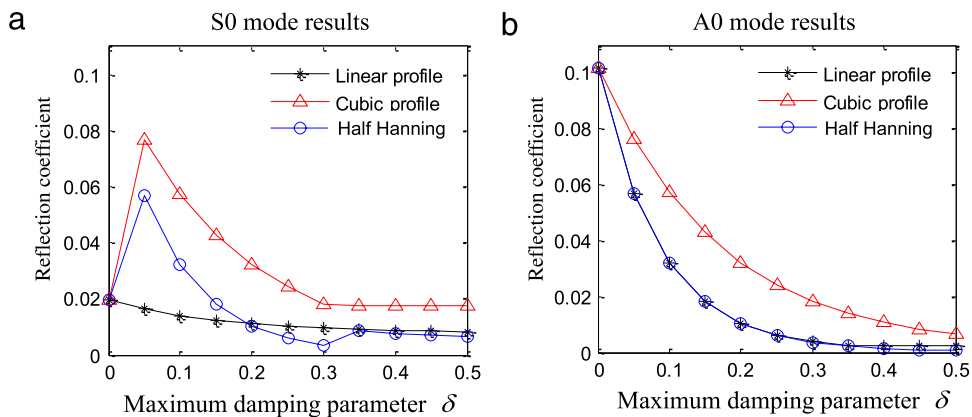 a
S0 mode results
0.1
0.08
0.06
0.04
0.02
0
Reflection coefficient
Linear profile
Cubic profile
Half Hanning
0 0.1 0.2 0.3 0.4 0.5
Maximum damping parameter δ
b
A0 mode results
0.1
0.08
0.06
0.04
0.02
0
Reflection coefficient
Linear profile
Cubic profile
Half Hanning
0 0.1 0.2 0.3 0.4 0.5
Maximum damping parameter δ